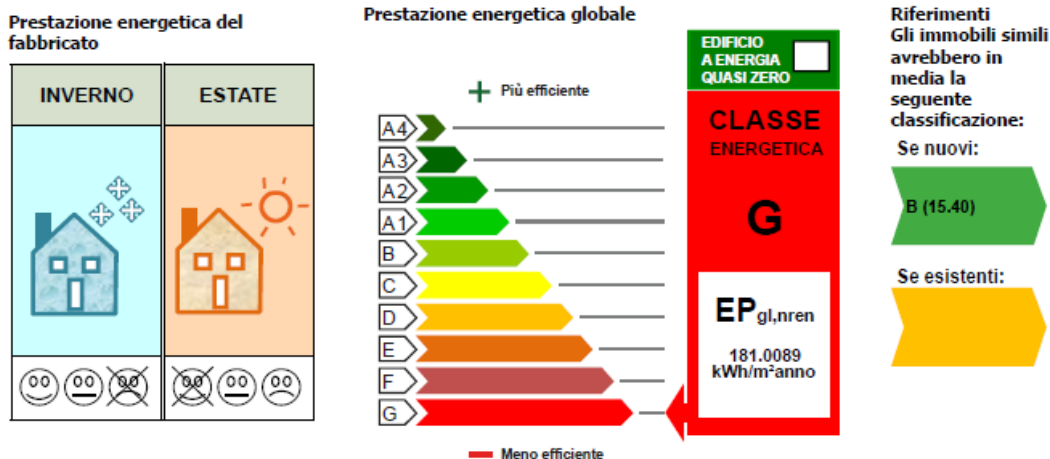 Prestazione energetica del
fabbricato
INVERNO
ESTATE
Prestazione energetica globale
Più efficiente
A4
A3
A2
A1
B
C
D
E
F
G
Meno efficiente
EDIFICIO
A ENERGIA
QUASI ZERO
CLASSE
ENERGETICA
G
EPgl,nren
181.0089
kWh/m²anno
Riferimenti
Gli immobili simili
avrebbero in
media la
seguente
classificazione:
Se nuovi:
B (15.40)
Se esistenti: